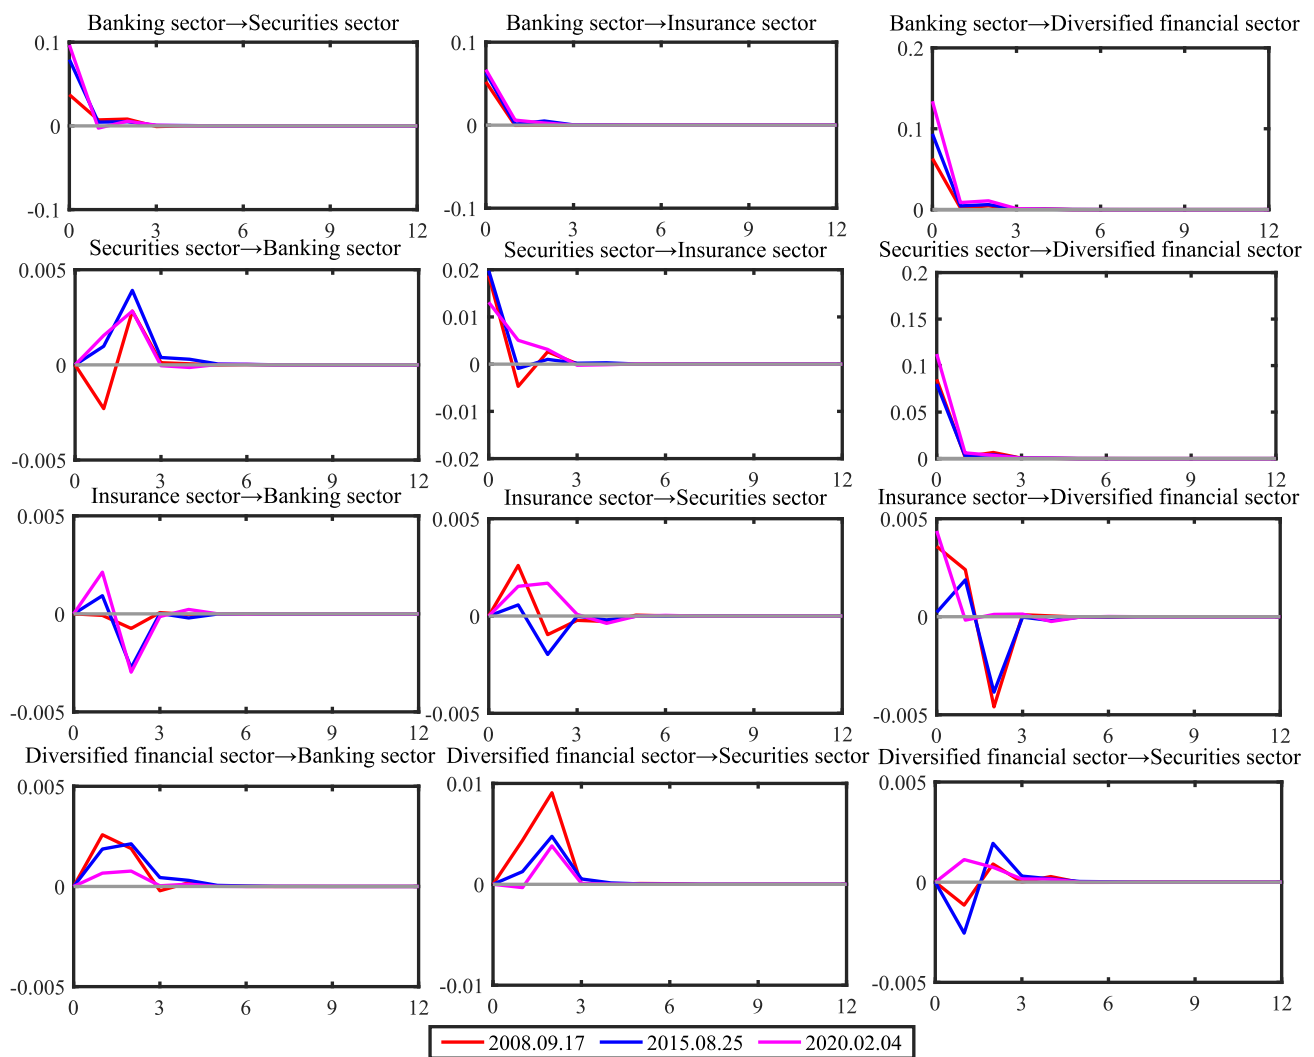 Banking sector→Securities sector
Banking sector→Insurance sector
Banking sector→Diversified financial sector
0.1
0
-0.1
0 3 6 9 12
0.1
0
-0.1
0 3 6 9 12
0.2
0.1
0
0 3 6 9 12
Securities sector→Banking sector
Securities sector→Insurance sector
Securities sector→Diversified financial sector
0.005
0
-0.005
0 3 6 9 12
0.02
0.01
0
-0.01
-0.02
0 3 6 9 12
0.2
0.15
0.1
0.05
0
0 3 6 9 12
Insurance sector→Banking sector
Insurance sector→Securities sector
Insurance sector→Diversified financial sector
0.005
0
-0.005
0 3 6 9 12
0.005
0
-0.005
0 3 6 9 12
0.005
0
-0.005
0 3 6 9 12
Diversified financial sector→Banking sector
Diversified financial sector→Securities sector
Diversified financial sector→Securities sector
0.005
0
-0.005
0 3 6 9 12
0.01
0
-0.01
0 3 6 9 12
0.005
0
-0.005
0 3 6 9 12
2008.09.17 2015.08.25 2020.02.04